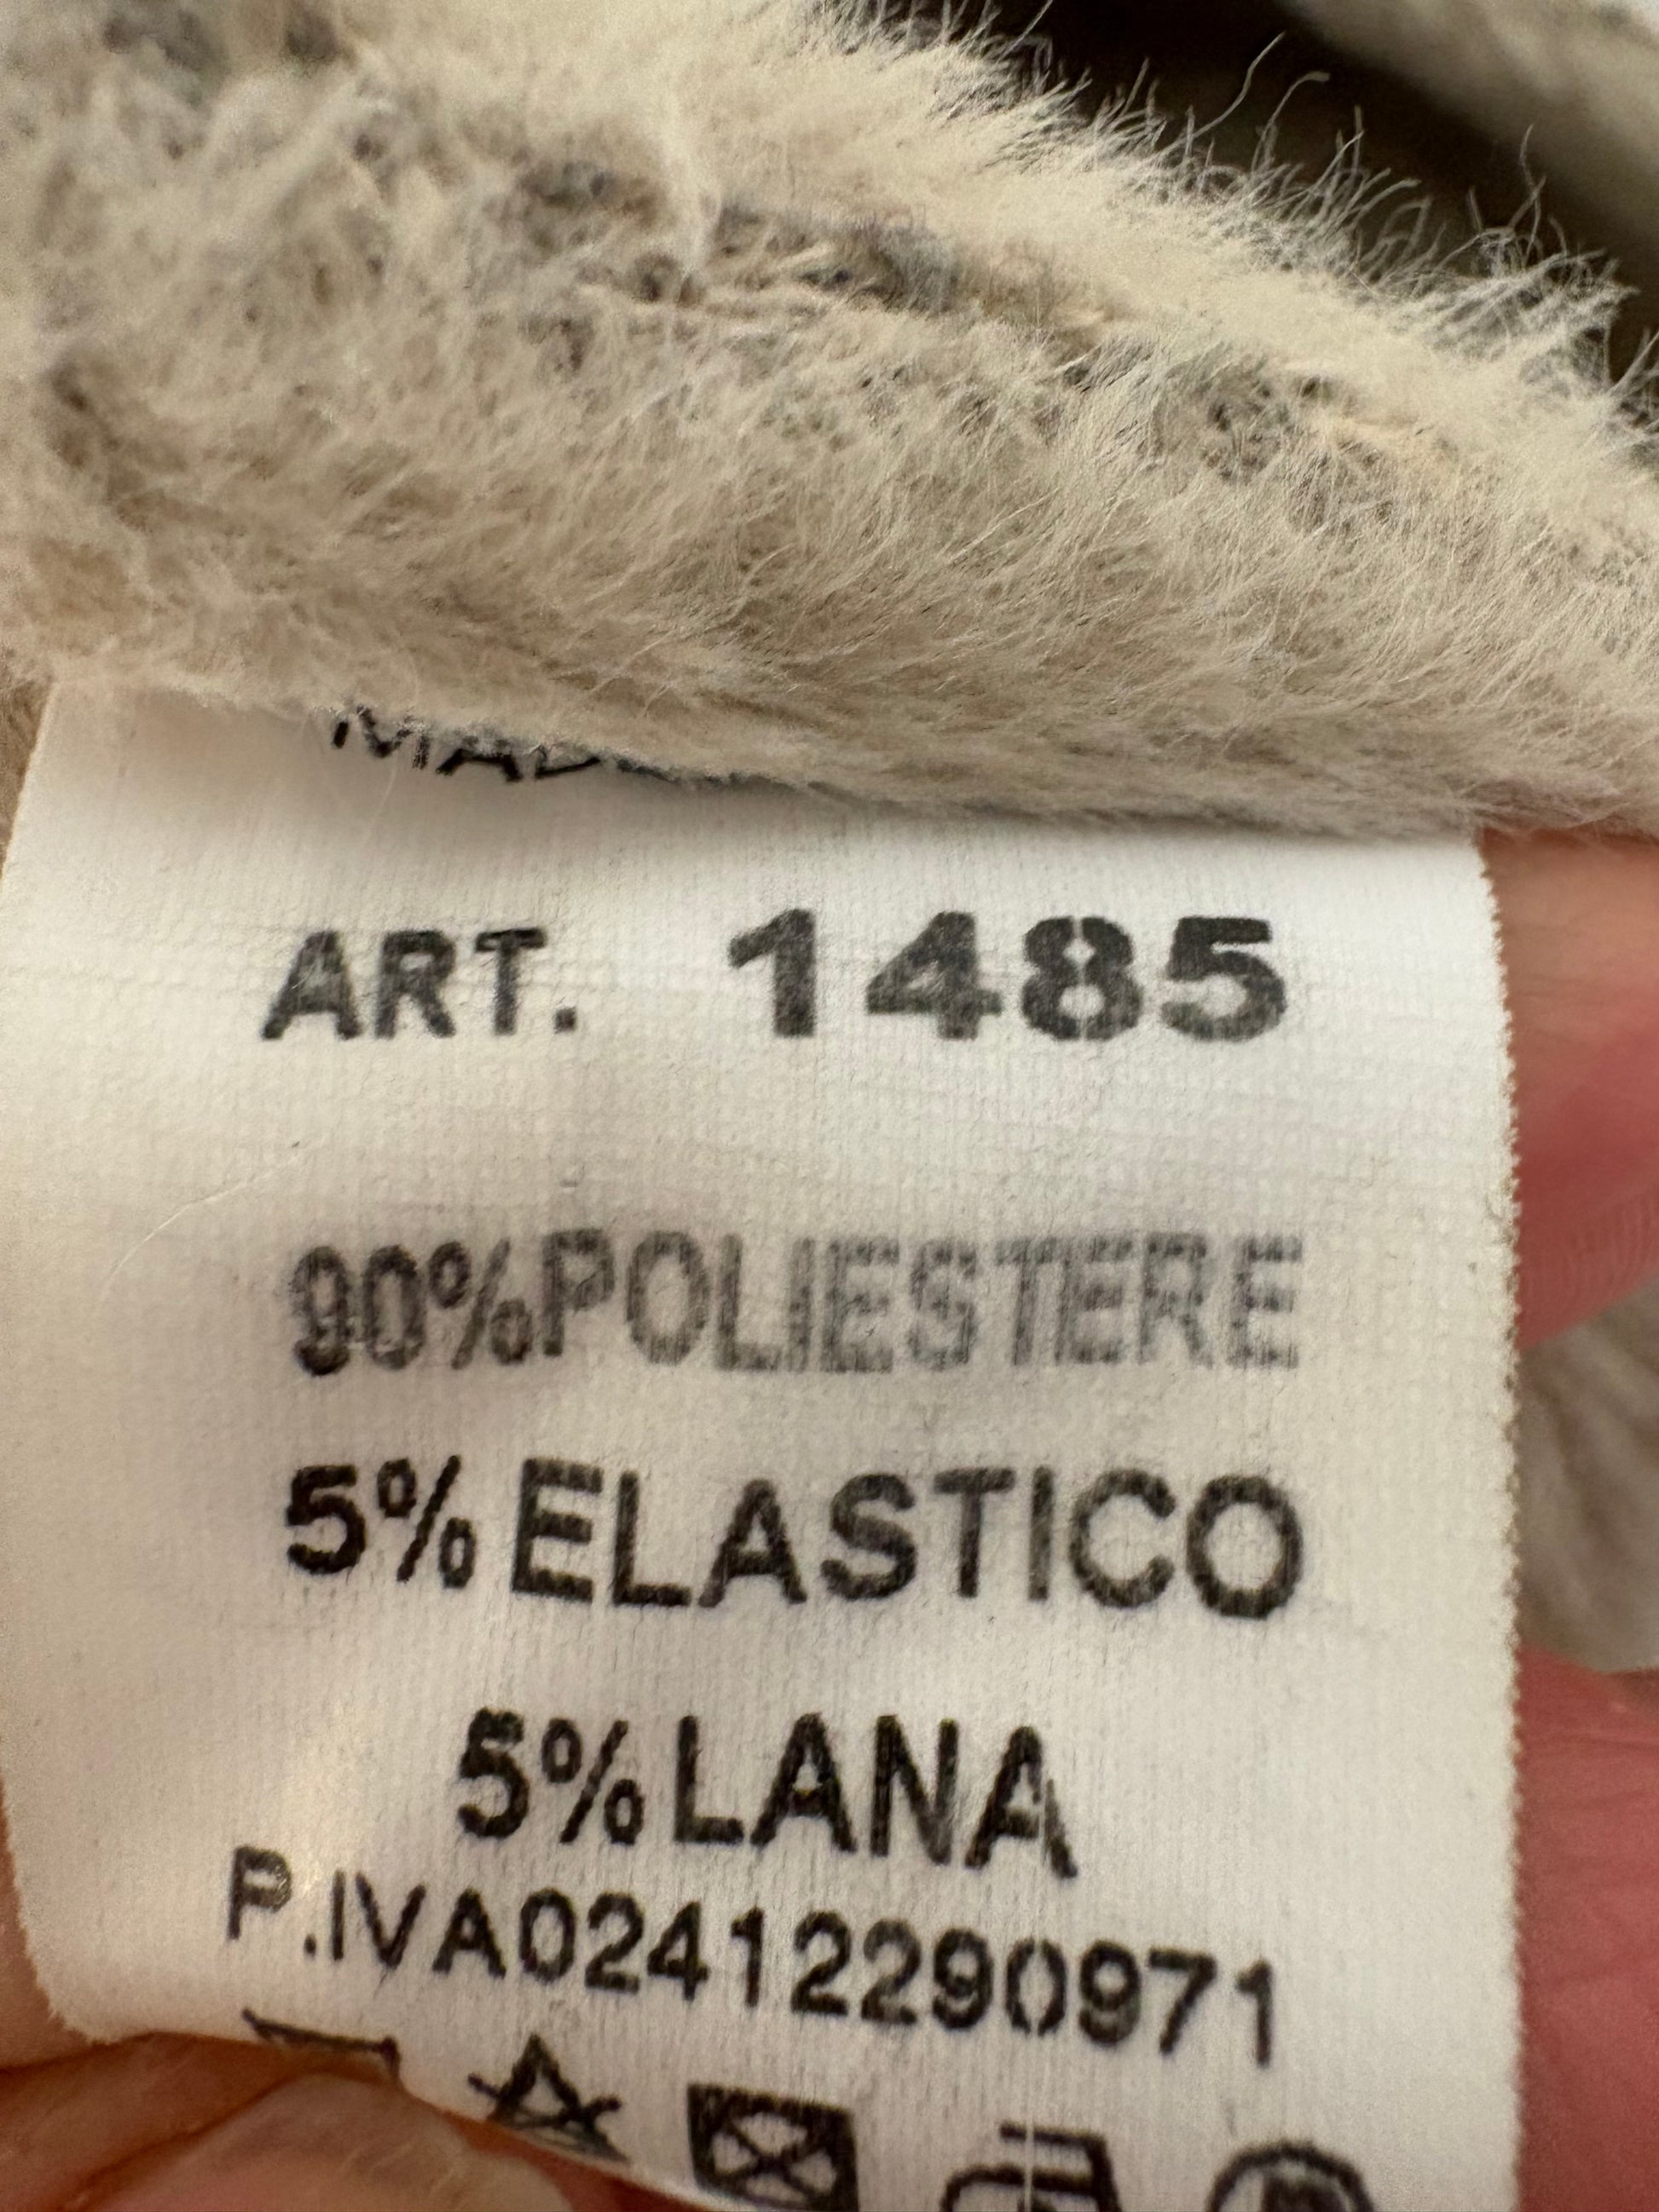 ART. 1485
90%POLIESTERE
5%ELASTICO
5%LANA
P.IVA02412290971